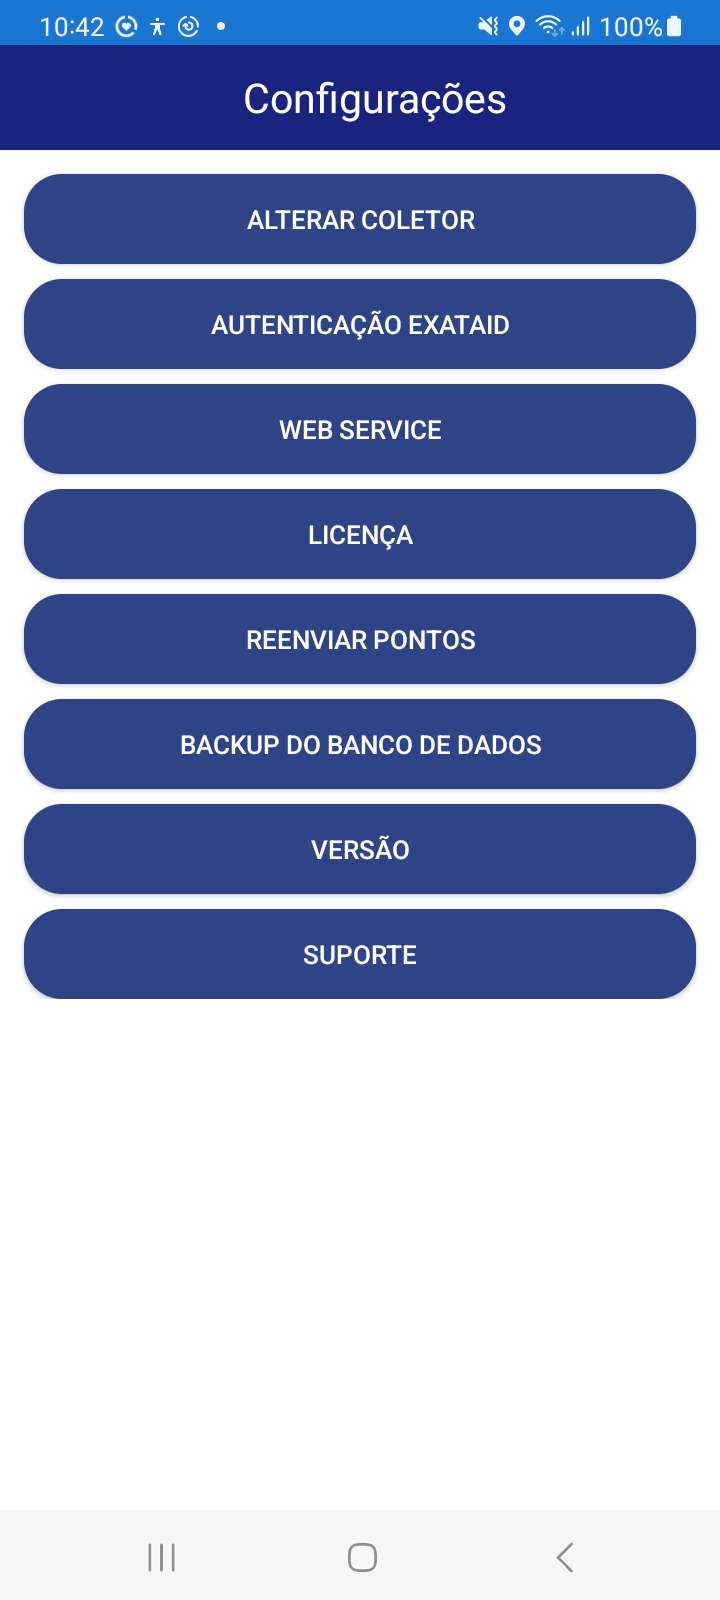 10:42 100%
Configurações
ALTERAR COLETOR
AUTENTICAÇÃO EXATAID
WEB SERVICE
LICENÇA
REENVIAR PONTOS
BACKUP DO BANCO DE DADOS
VERSÃO
SUPORTE